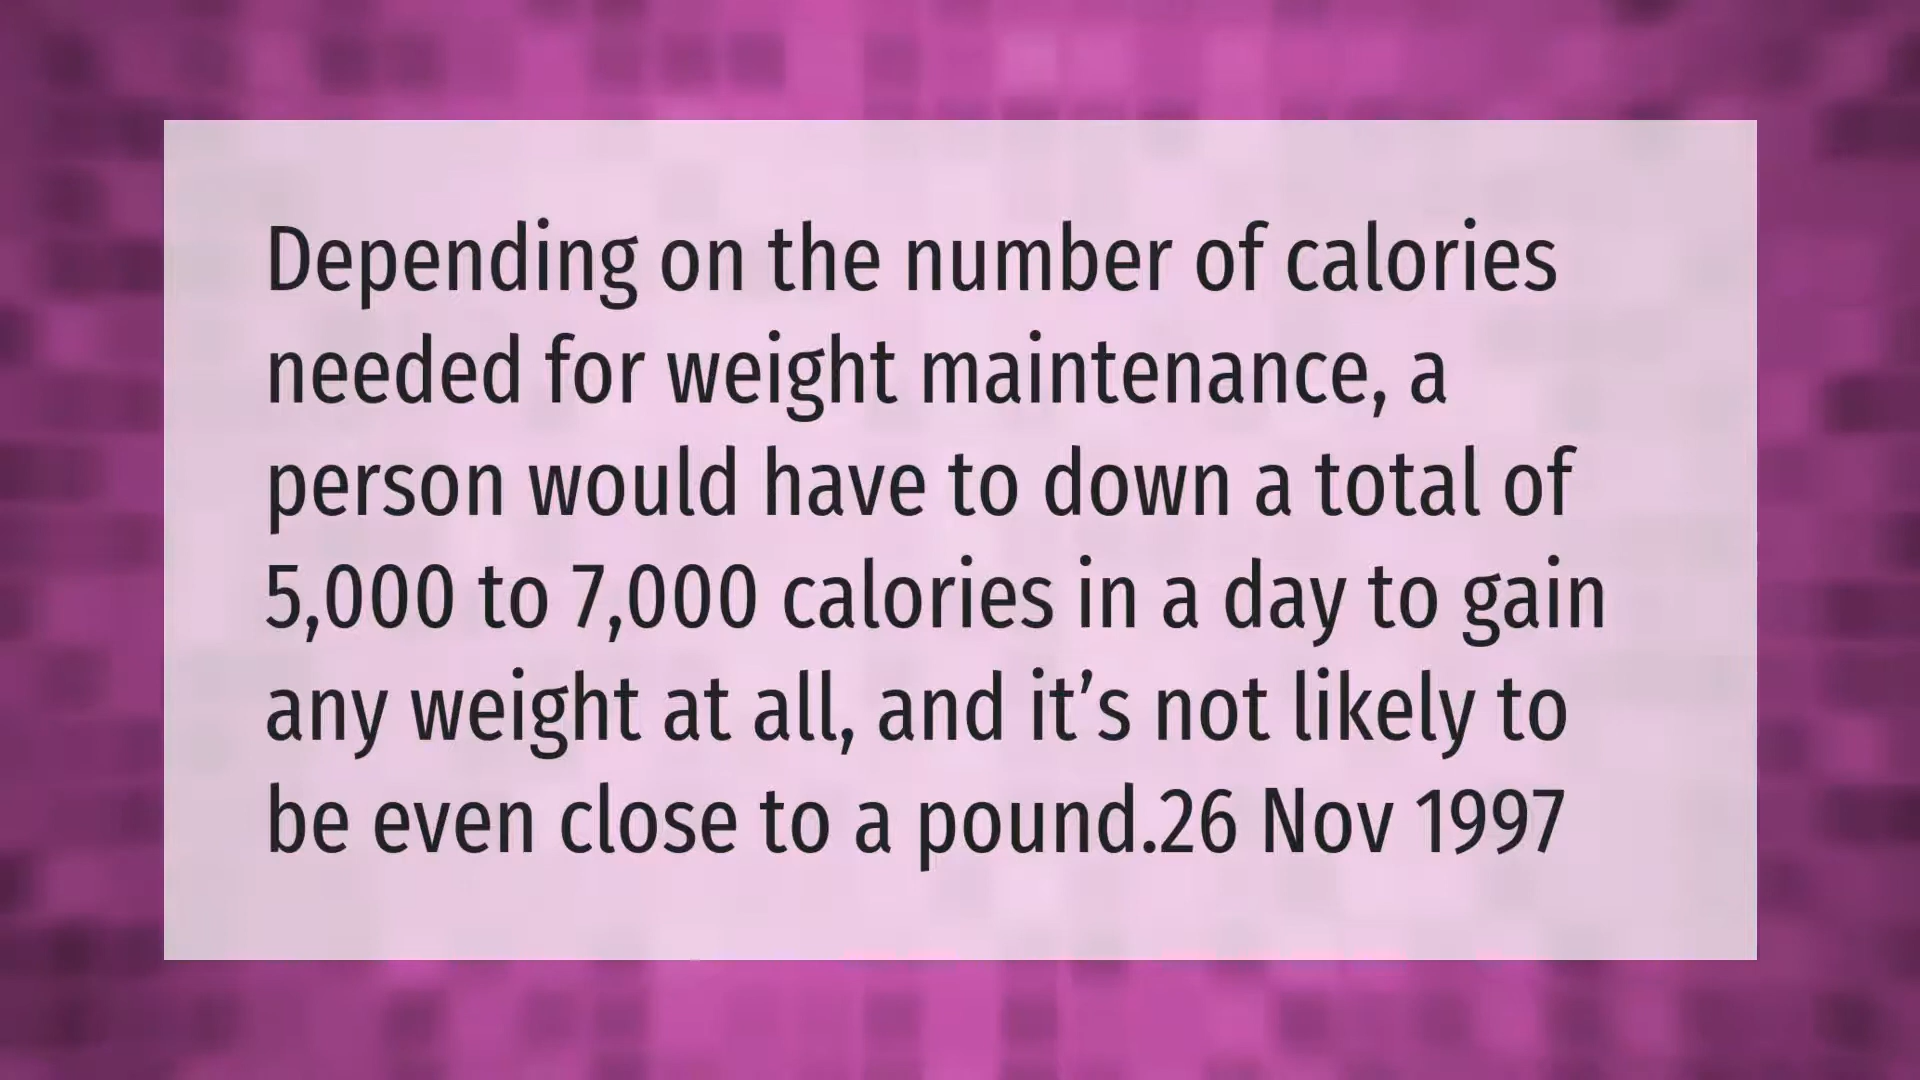 Depending on the number of calories
needed for weight maintenance, a
person would have to down a total of
5,000 to 7,000 calories in a day to gain
any weight at all, and it’s not likely to
be even close to a pound.26 Nov 1997